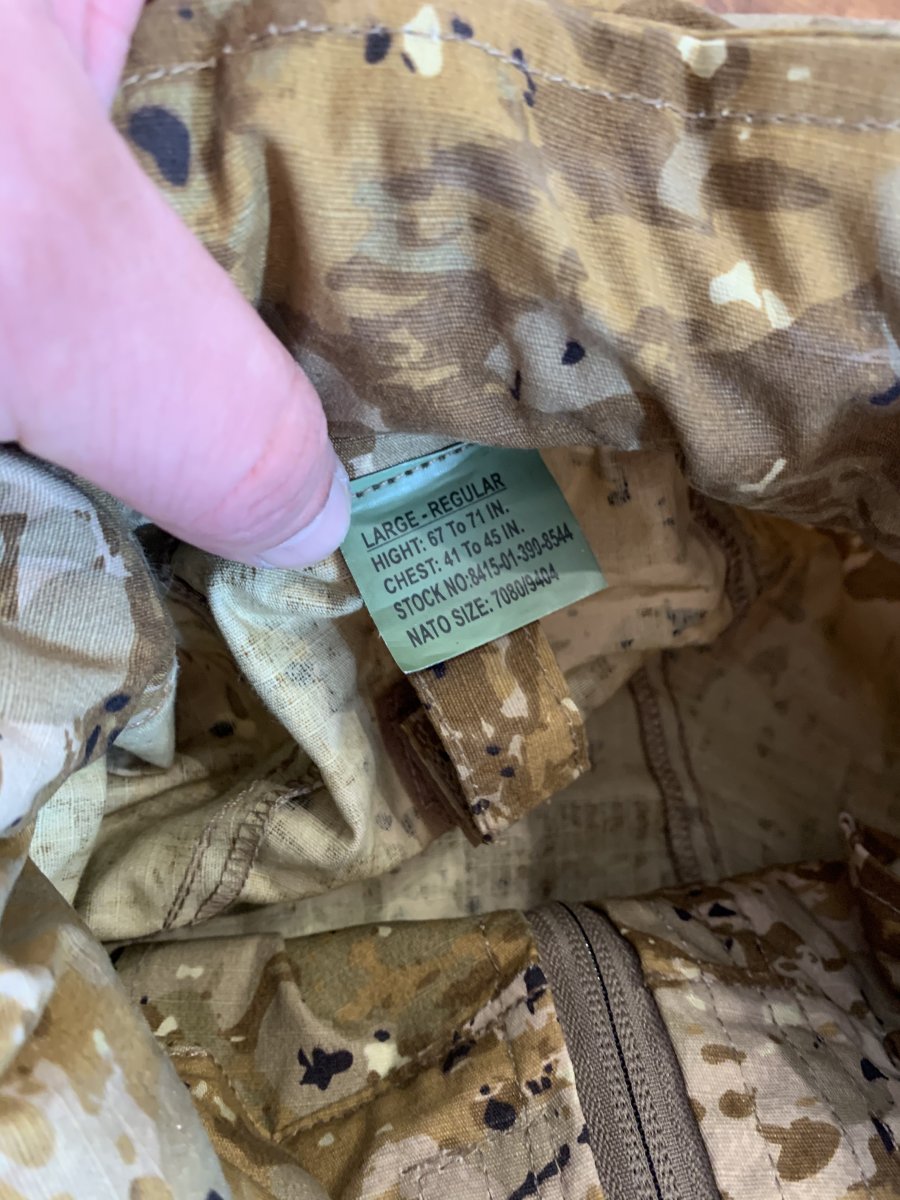 LARGE - REGULAR
HIGHT: 67 To 71 IN.
CHEST: 41 To 45 IN.
STOCK NO:8415-01-390-8544
NATO SIZE: 7080/9404